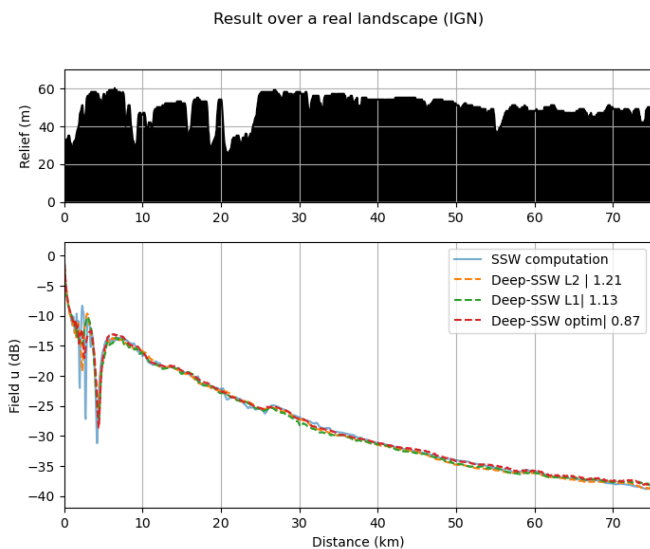 Result over a real landscape (IGN)
60
40
20
0
Relief (m)
0 10 20 30 40 50 60 70
0
−5
−10
−15
−20
−25
−30
−35
−40
Field u (dB)
SSW computation
Deep-SSW L2 | 1.21
Deep-SSW L1| 1.13
Deep-SSW optim| 0.87
0 10 20 30 40 50 60 70
Distance (km)